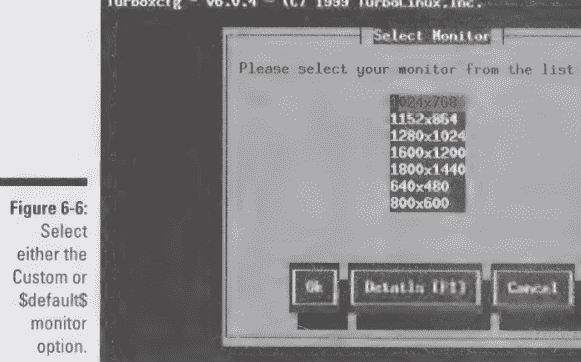 Turboxcfg - v6.0.4 - (C) 1999 TurboLinux,Inc.
Select Monitor
Please select your monitor from the list
1024x768
1152x864
1280x1024
1600x1200
1800x1440
640x480
800x600
Ok
Details (F1)
Cancel
Figure 6-6:
Select
either the
Custom or
$default$
monitor
option.